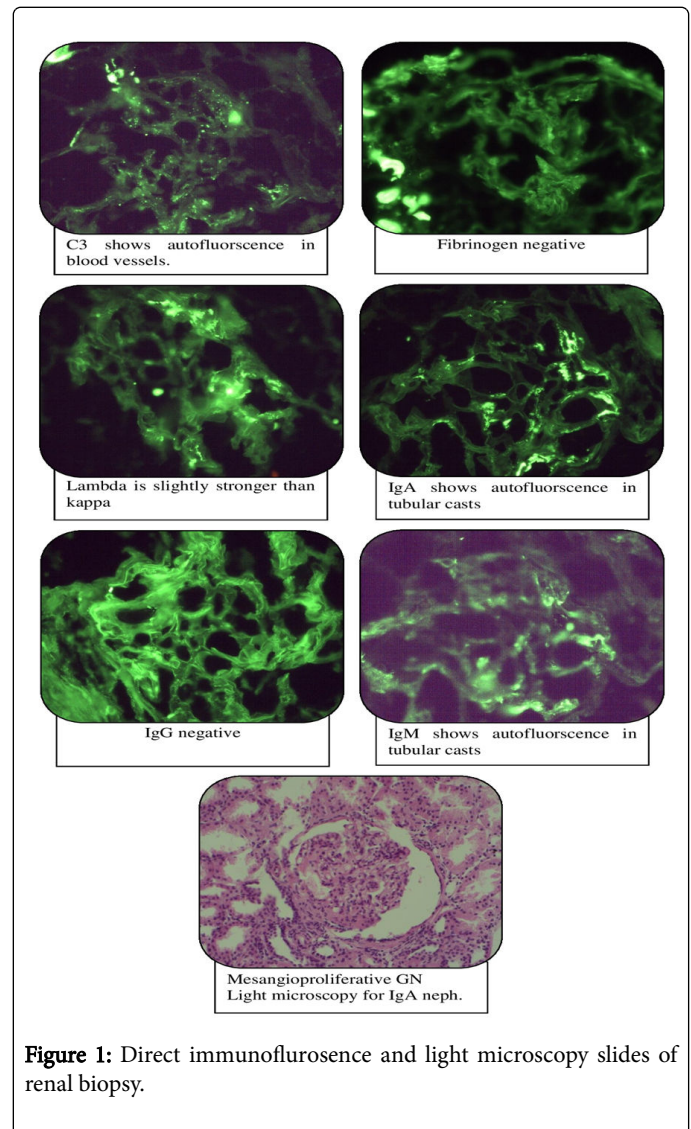 C3 shows autofluorscence in
blood vessels.
Fibrinogen negative
Lambda is slightly stronger than
kappa
IgA shows autofluorscence in
tubular casts
IgG negative
IgM shows autofluorscence in
tubular casts
Mesangioproliferative GN
Light microscopy for IgA neph.
Figure 1: Direct immunoflurosence and light microscopy slides of
renal biopsy.